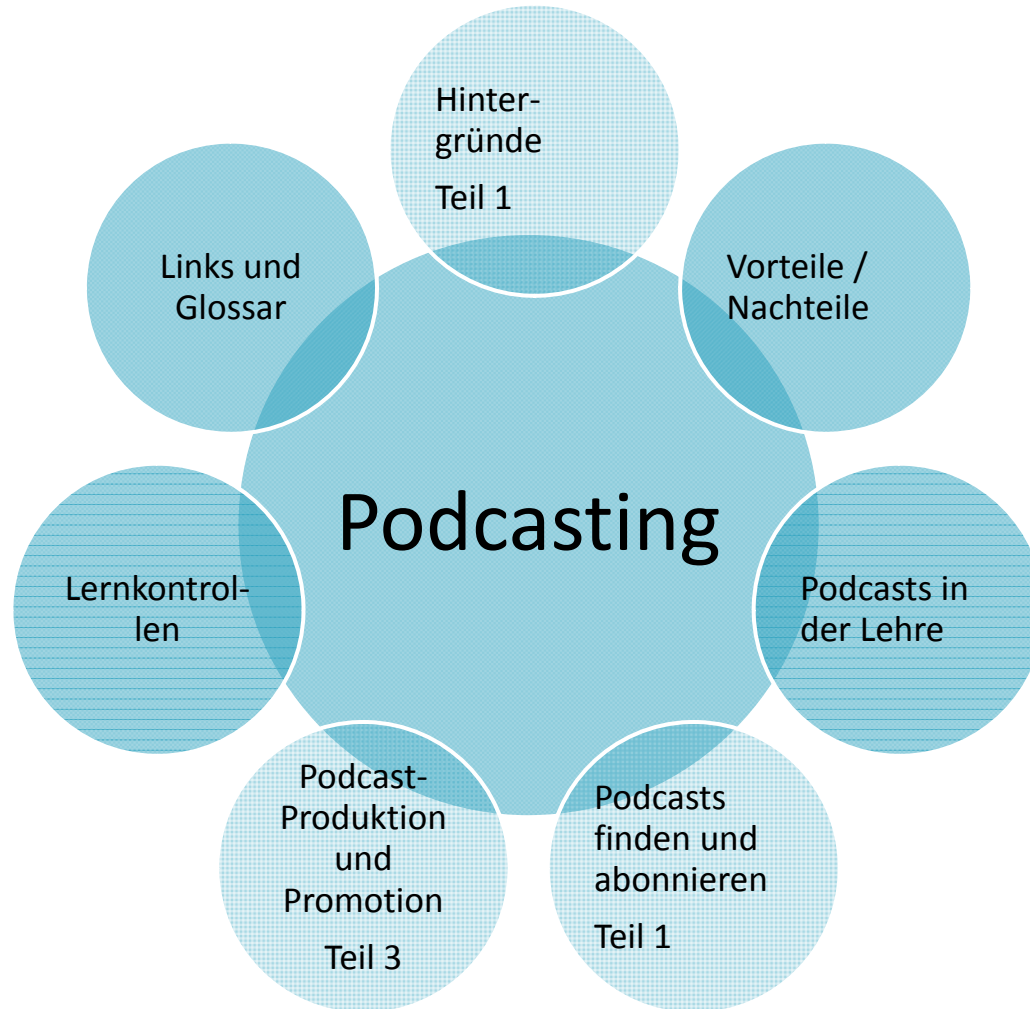 Hinter-
gründe
Teil 1
Vorteile /
Nachteile
Podcasts in
der Lehre
Podcasts
finden und
abonnieren
Teil 1
Podcast-
Produktion
und
Promotion
Teil 3
Lernkontrol-
len
Links und
Glossar
Podcasting